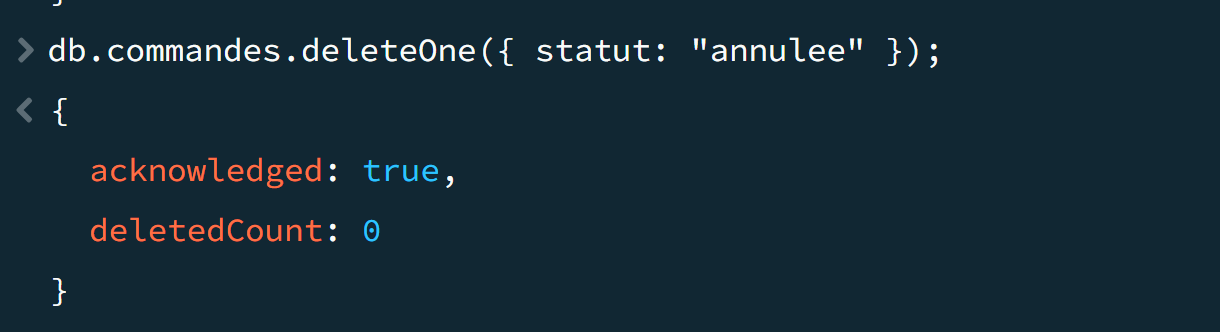 > db.commandes.deleteOne({ statut: "annulee" });
< {
acknowledged: true,
deletedCount: 0
}